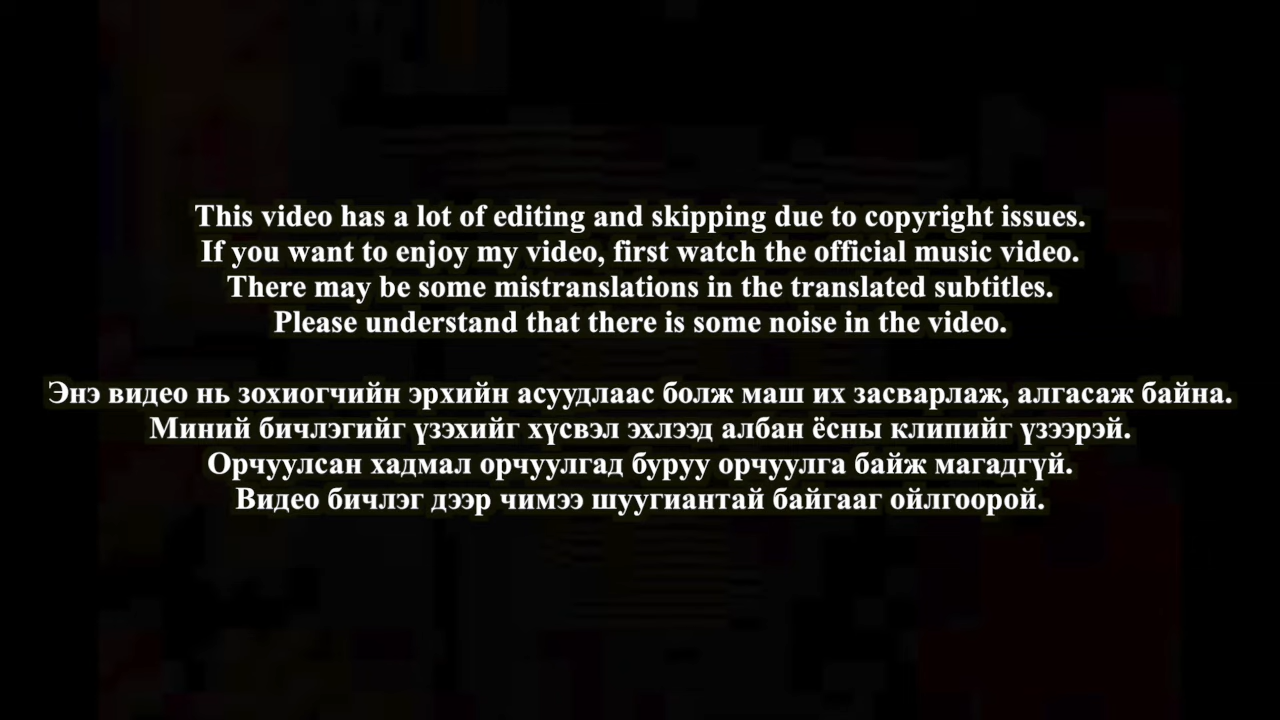 This video has a lot of editing and skipping due to copyright issues.
If you want to enjoy my video, first watch the official music video.
There may be some mistranslations in the translated subtitles.
Please understand that there is some noise in the video.
Энэ видео нь зохиогчийн эрхийн асуудлаас болж маш их засварлаж, алгасаж байна.
Миний бичлэгийг үзэхийг хүсвэл эхлээд албан ёсны клипийг үзээрэй.
Орчуулсан хадмал орчуулгад буруу орчуулга байж магадгүй.
Видео бичлэг дээр чимээ шуугиантай байгааг ойлгоорой.